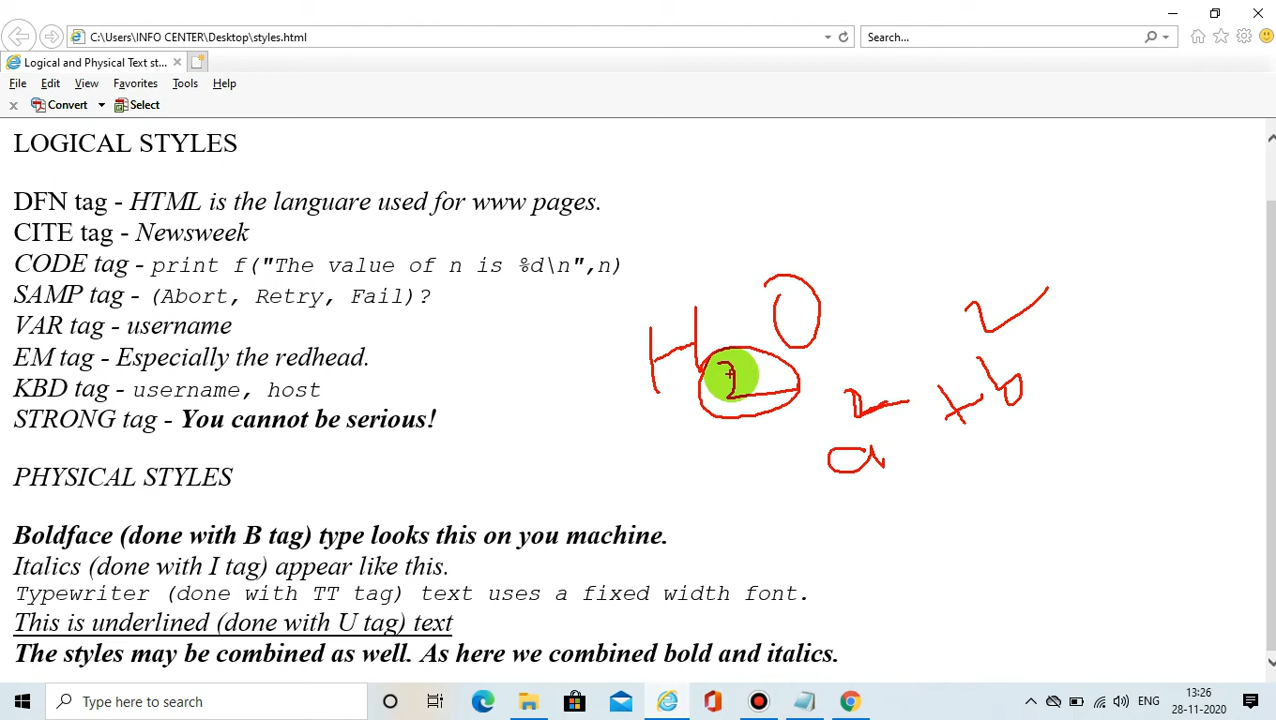 C:\Users\INFO CENTER\Desktop\styles.html
Search...
Logical and Physical Text st...
File Edit View Favorites Tools Help
x Convert Select
LOGICAL STYLES
DFN tag - HTML is the languare used for www pages.
CITE tag - Newsweek
CODE tag - print f("The value of n is %d\n",n)
SAMP tag - (Abort, Retry, Fail)?
VAR tag - username
EM tag - Especially the redhead.
KBD tag - username, host
STRONG tag - You cannot be serious!
H2O
a2 + b2
PHYSICAL STYLES
Boldface (done with B tag) type looks this on you machine.
Italics (done with I tag) appear like this.
Typewriter (done with TT tag) text uses a fixed width font.
This is underlined (done with U tag) text
The styles may be combined as well. As here we combined bold and italics.
Type here to search
ENG
13:26
28-11-2020